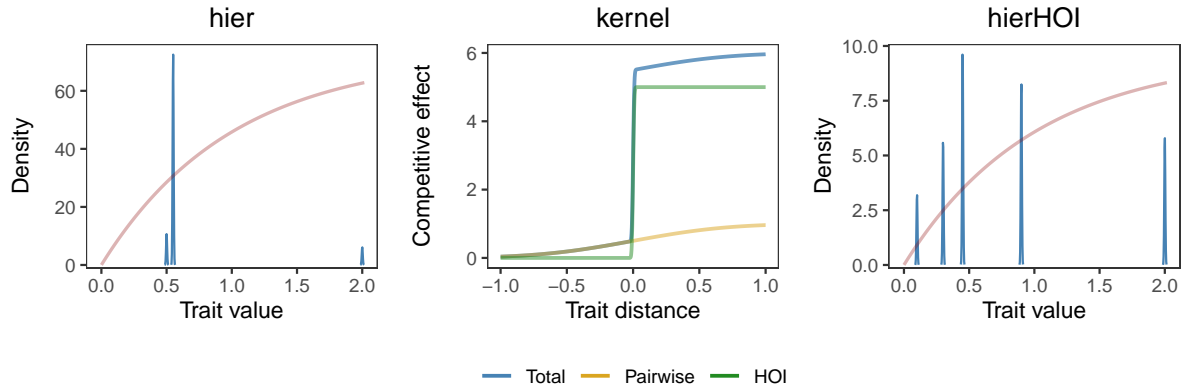 hier
Density
60
40
20
0
0.0 0.5 1.0 1.5 2.0
Trait value
kernel
Competitive effect
6
4
2
0
−1.0 −0.5 0.0 0.5 1.0
Trait distance
hierHOI
Density
10.0
7.5
5.0
2.5
0.0
0.0 0.5 1.0 1.5 2.0
Trait value
Total Pairwise HOI